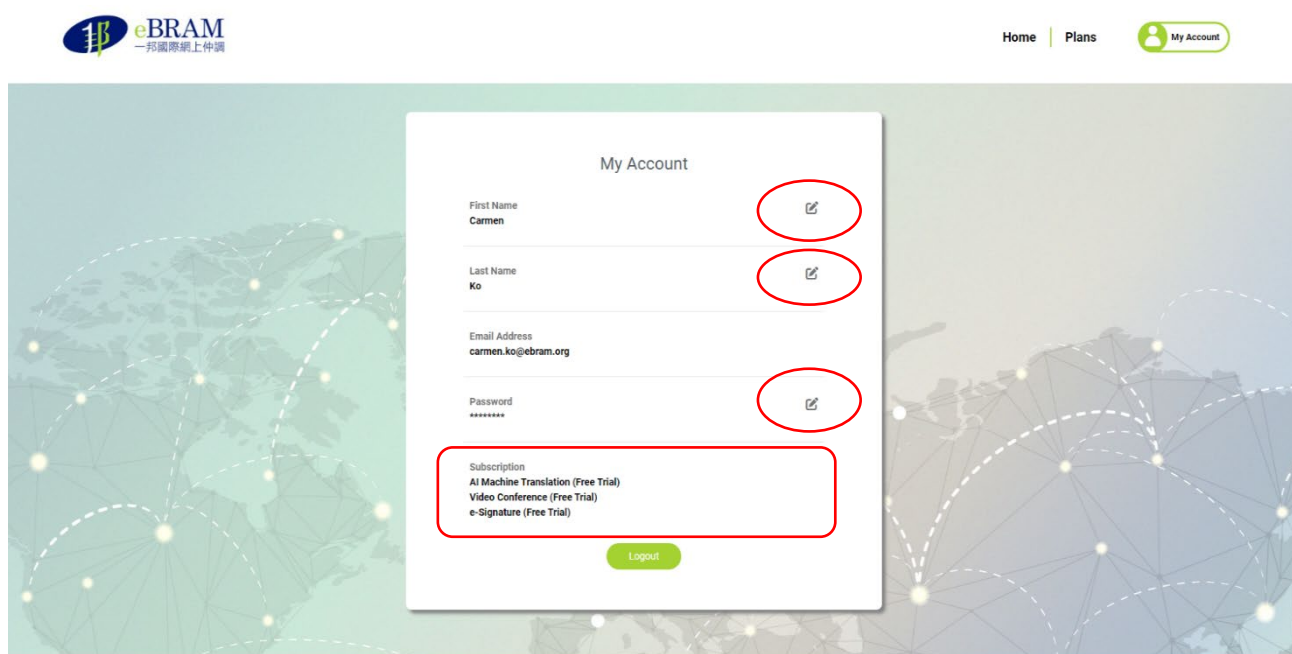 邦 eBRAM
一邦國際網上仲調
Home Plans My Account
My Account
First Name
Carmen
Last Name
Ko
Email Address
carmen.ko@ebram.org
Password
********
Subscription
AI Machine Translation (Free Trial)
Video Conference (Free Trial)
e-Signature (Free Trial)
Logout